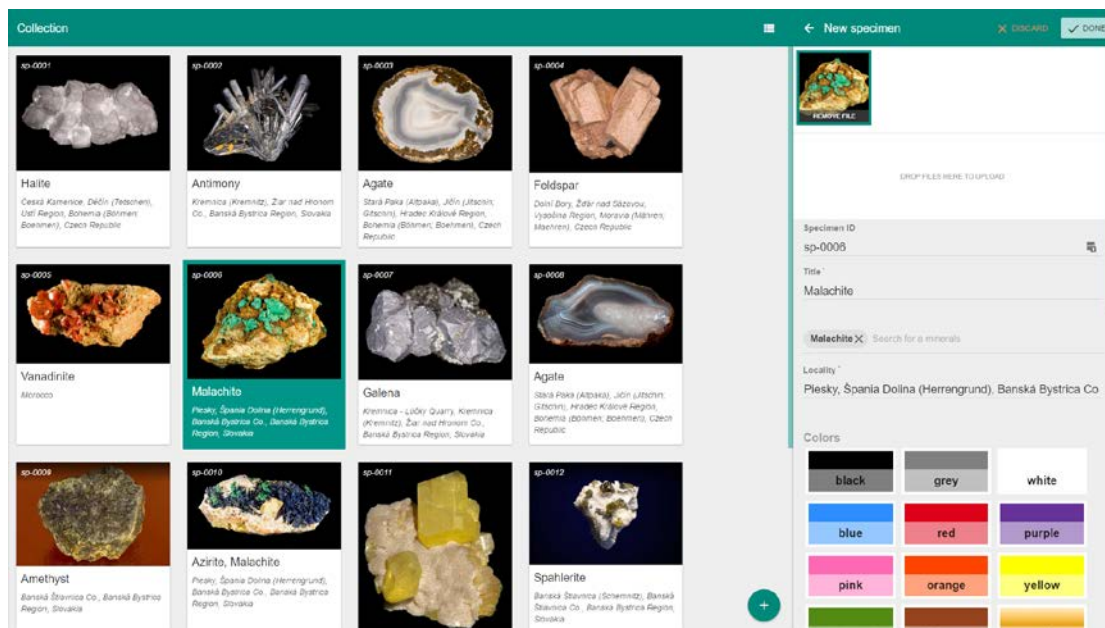 Collection
← New specimen
DISCARD
DONE
sp-0001
Halite
Česká Kamenice, Děčín (Tetschen),
Ústí Region, Bohemia (Böhmen;
Boehmen), Czech Republic
sp-0002
Antimony
Kremnica (Kremnitz), Žiar nad Hronom
Co., Banská Bystrica Region, Slovakia
sp-0003
Agate
Stará Paka (Altpaka), Jičín (Jitschin;
Gitschin), Hradec Králové Region,
Bohemia (Böhmen; Boehmen), Czech
Republic
sp-0004
Feldspar
Dolní Bory, Žďár nad Sázavou,
Vysočina Region, Moravia (Mähren;
Maehren), Czech Republic
sp-0005
Vanadinite
Morocco
sp-0006
Malachite
Piesky, Špania Dolina (Herrengrund),
Banská Bystrica Co., Banská Bystrica
Region, Slovakia
sp-0007
Galena
Kremnica - Láčky Quarry, Kremnica
(Kremnitz), Žiar nad Hronom Co.,
Banská Bystrica Region, Slovakia
sp-0008
Agate
Stará Paka (Altpaka), Jičín (Jitschin;
Gitschin), Hradec Králové Region,
Bohemia (Böhmen; Boehmen), Czech
Republic
sp-0009
Amethyst
Banská Štiavnica Co., Banská Bystrica
Region, Slovakia
sp-0010
Azirite, Malachite
Piesky, Špania Dolina (Herrengrund),
Banská Bystrica Co., Banská Bystrica
Region, Slovakia
sp-0011
sp-0012
Spahlerite
Banská Štiavnica (Schemnitz), Banská
Štiavnica Co., Banská Bystrica Region,
Slovakia
+
REMOVE FILE
DROP FILES HERE TO UPLOAD
Specimen ID
sp-0006
Title *
Malachite
Malachite X Search for a minerals
Locality *
Piesky, Špania Dolina (Herrengrund), Banská Bystrica Co
Colors
black grey white
blue red purple
pink orange yellow